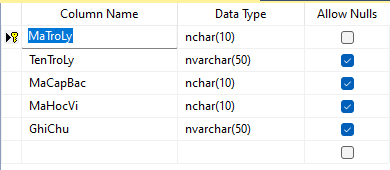 Column Name Data Type Allow Nulls
MaTroLy nchar(10)
TenTroLy nvarchar(50)
MaCapBac nchar(10)
MaHocVi nchar(10)
GhiChu nvarchar(50)